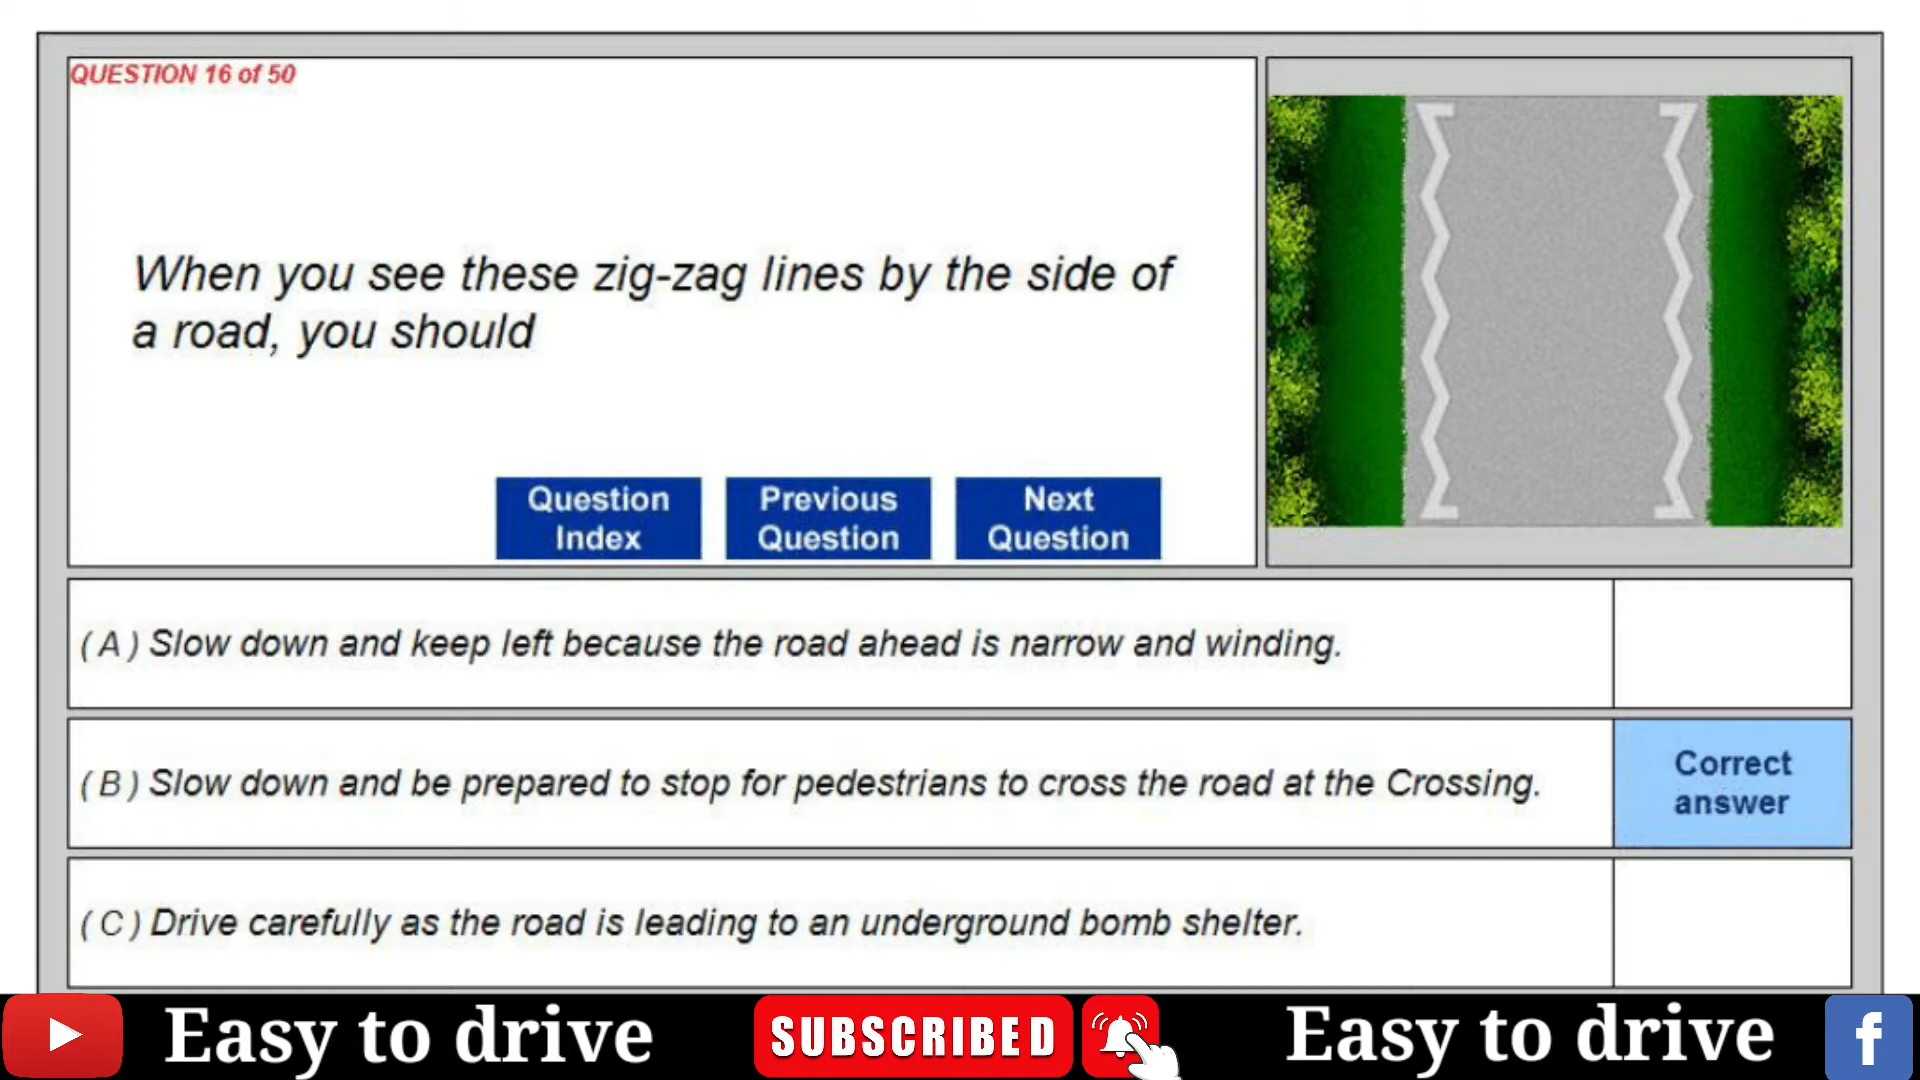 QUESTION 16 of 50
When you see these zig-zag lines by the side of
a road, you should
Question
Index
Previous
Question
Next
Question
( A ) Slow down and keep left because the road ahead is narrow and winding.
( B ) Slow down and be prepared to stop for pedestrians to cross the road at the Crossing.
Correct
answer
( C ) Drive carefully as the road is leading to an underground bomb shelter.
Easy to drive
SUBSCRIBED
Easy to drive
f